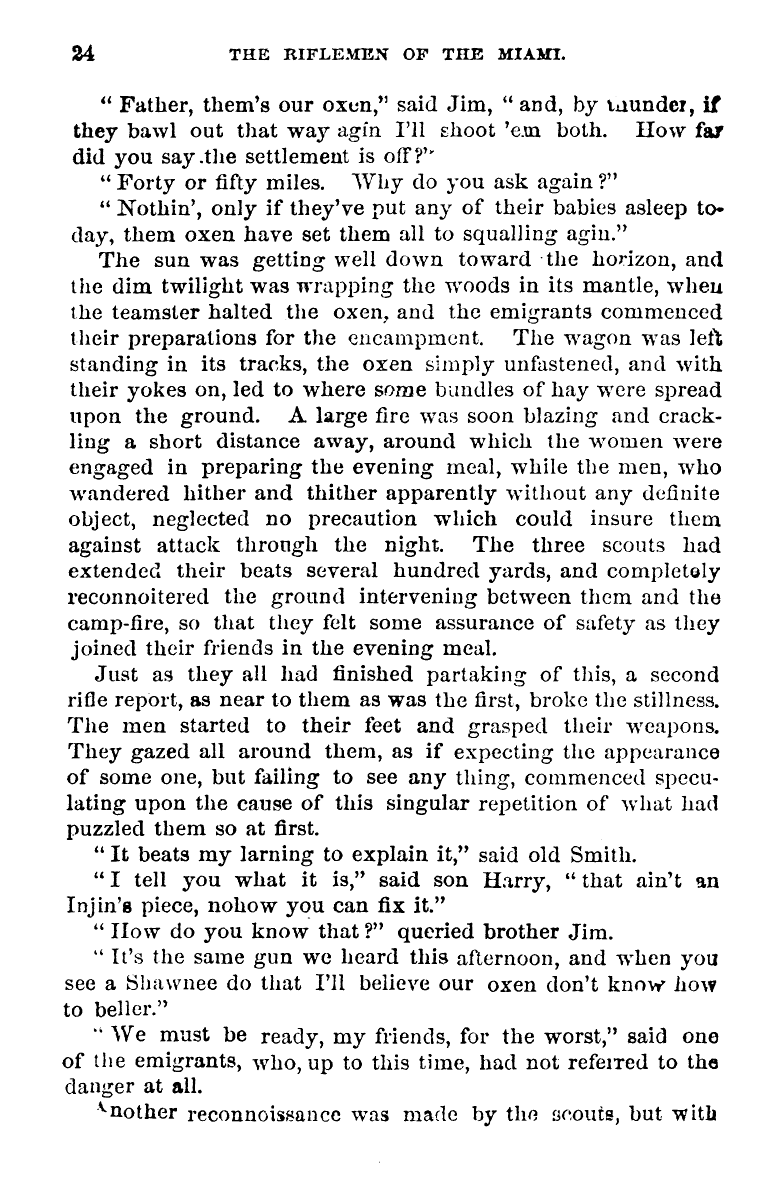 24 THE RIFLEMEN OF THE MIAMI.
“ Father, them’s our oxen,” said Jim, “ and, by thunder, if
they bawl out that way agin I’ll shoot ’em both. How far
did you say the settlement is off?”
“ Forty or fifty miles. Why do you ask again ?”
“ Nothin’, only if they’ve put any of their babies asleep to-
day, them oxen have set them all to squalling agin.”
The sun was getting well down toward the horizon, and
the dim twilight was wrapping the woods in its mantle, when
the teamster halted the oxen, and the emigrants commenced
their preparations for the encampment. The wagon was left
standing in its tracks, the oxen simply unfastened, and with
their yokes on, led to where some bundles of hay were spread
upon the ground. A large fire was soon blazing and crack-
ling a short distance away, around which the women were
engaged in preparing the evening meal, while the men, who
wandered hither and thither apparently without any definite
object, neglected no precaution which could insure them
against attack through the night. The three scouts had
extended their beats several hundred yards, and completely
reconnoitered the ground intervening between them and the
camp-fire, so that they felt some assurance of safety as they
joined their friends in the evening meal.
Just as they all had finished partaking of this, a second
rifle report, as near to them as was the first, broke the stillness.
The men started to their feet and grasped their weapons.
They gazed all around them, as if expecting the appearance
of some one, but failing to see any thing, commenced specu-
lating upon the cause of this singular repetition of what had
puzzled them so at first.
“ It beats my larning to explain it,” said old Smith.
“ I tell you what it is,” said son Harry, “ that ain’t an
Injin’s piece, nohow you can fix it.”
“ How do you know that ?” queried brother Jim.
“ It’s the same gun we heard this afternoon, and when you
see a Shawnee do that I’ll believe our oxen don’t know how
to beller.”
“ We must be ready, my friends, for the worst,” said one
of the emigrants, who, up to this time, had not referred to the
danger at all.
Another reconnoissance was made by the scouts, but with